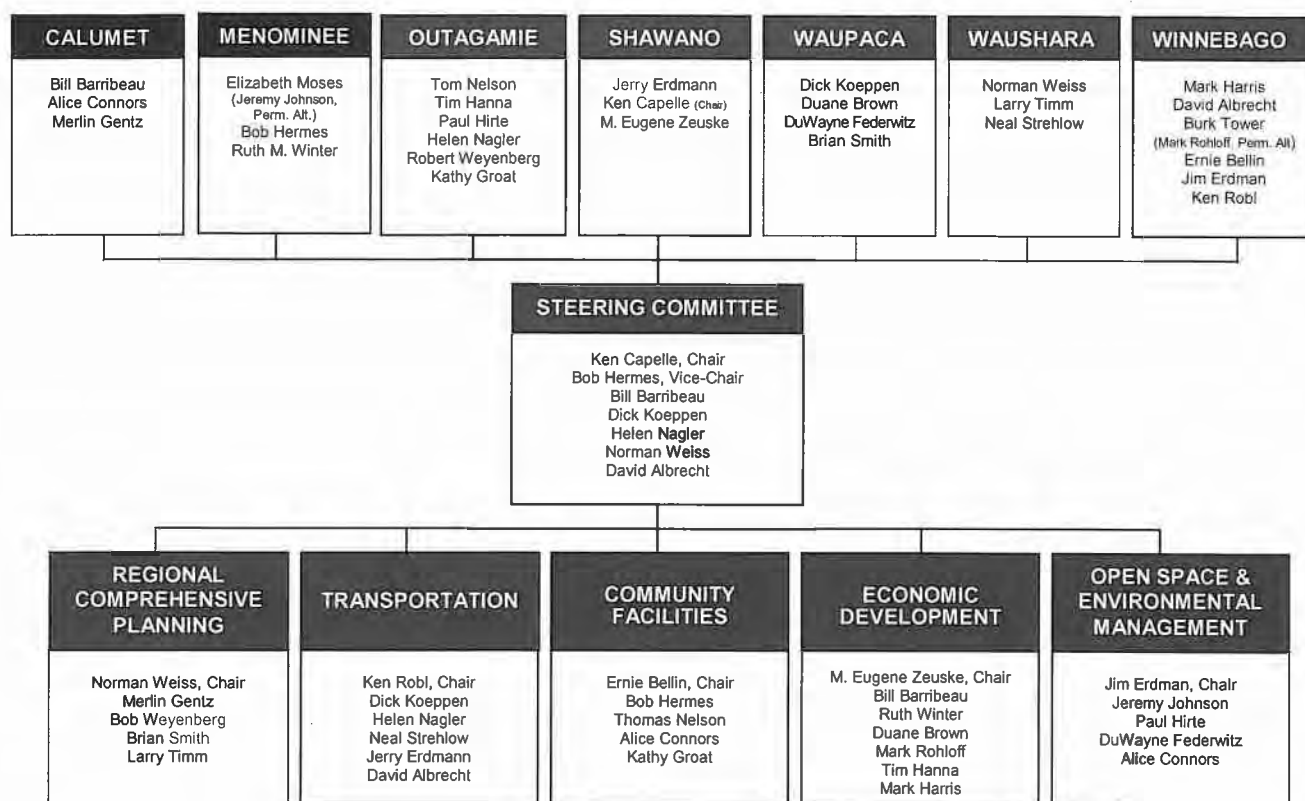 CALUMET
Bill Barribeau
Alice Connors
Merlin Gentz
MENOMINEE
Elizabeth Moses
(Jeremy Johnson,
Perm. Alt.)
Bob Hermes
Ruth M. Winter
OUTAGAMIE
Tom Nelson
Tim Hanna
Paul Hirte
Helen Nagler
Robert Weyenberg
Kathy Groat
SHAWANO
Jerry Erdmann
Ken Capelle (Chair)
M. Eugene Zeuske
WAUPACA
Dick Koeppen
Duane Brown
DuWayne Federwitz
Brian Smith
WAUSHARA
Norman Weiss
Larry Timm
Neal Strehlow
WINNEBAGO
Mark Harris
David Albrecht
Burk Tower
(Mark Rohloff, Perm. Alt)
Ernie Bellin
Jim Erdman
Ken Robl
STEERING COMMITTEE
Ken Capelle, Chair
Bob Hermes, Vice-Chair
Bill Barribeau
Dick Koeppen
Helen Nagler
Norman Weiss
David Albrecht
REGIONAL
COMPREHENSIVE
PLANNING
Norman Weiss, Chair
Merlin Gentz
Bob Weyenberg
Brian Smith
Larry Timm
TRANSPORTATION
Ken Robl, Chair
Dick Koeppen
Helen Nagler
Neal Strehlow
Jerry Erdmann
David Albrecht
COMMUNITY
FACILITIES
Ernie Bellin, Chair
Bob Hermes
Thomas Nelson
Alice Connors
Kathy Groat
ECONOMIC
DEVELOPMENT
M. Eugene Zeuske, Chair
Bill Barribeau
Ruth Winter
Duane Brown
Mark Rohloff
Tim Hanna
Mark Harris
OPEN SPACE &
ENVIRONMENTAL
MANAGEMENT
Jim Erdman, Chair
Jeremy Johnson
Paul Hirte
DuWayne Federwitz
Alice Connors